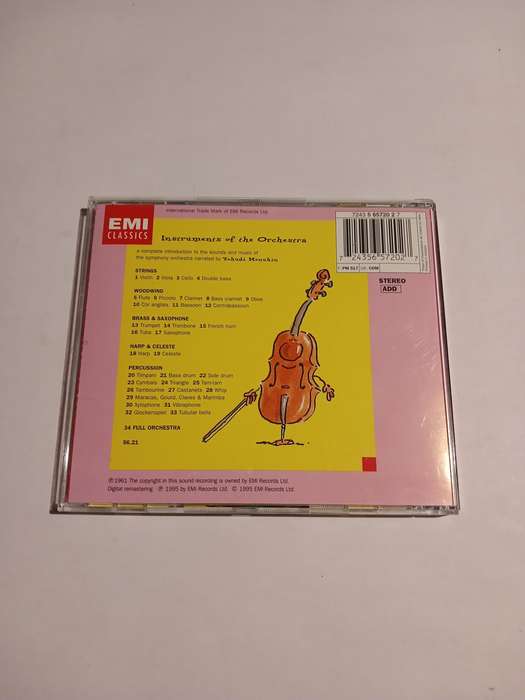 International Trade Mark of EMI Records Ltd.
EMI
CLASSICS
7243 5 65720 2 7
7 24356 57202 7
STEREO
ADD
Instruments of the Orchestra
a complete introduction to the sounds and music of
the symphony orchestra narrated by Yehudi Menuhin
STRINGS
1 Violin 2 Viola 3 Cello 4 Double bass
WOODWIND
5 Flute 6 Piccolo 7 Clarinet 8 Bass clarinet 9 Oboe
10 Cor anglais 11 Bassoon 12 Contrabassoon
BRASS & SAXOPHONE
13 Trumpet 14 Trombone 15 French horn
16 Tuba 17 Saxophone
HARP & CELESTE
18 Harp 19 Celeste
PERCUSSION
20 Timpani 21 Bass drum 22 Side drum
23 Cymbals 24 Triangle 25 Tam-tam
26 Tambourine 27 Castanets 28 Whip
29 Maracas, Gourd, Claves & Marimba
30 Xylophone 31 Vibraphone
32 Glockenspiel 33 Tubular bells
34 FULL ORCHESTRA
56.21
℗ 1961 The copyright in this sound recording is owned by EMI Records Ltd.
Digital remastering ℗ 1995 by EMI Records Ltd. © 1995 EMI Records Ltd.